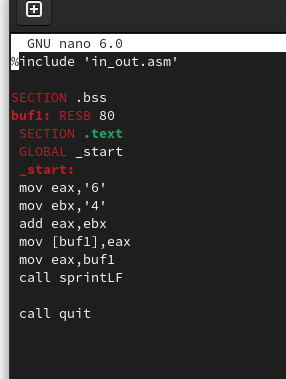 GNU nano 6.0
%include 'in_out.asm'
SECTION .bss
buf1: RESB 80
SECTION .text
GLOBAL _start
_start:
mov eax,'6'
mov ebx,'4'
add eax,ebx
mov [buf1],eax
mov eax,buf1
call sprintLF
call quit